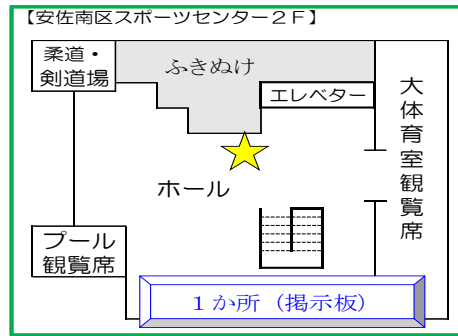 【安佐南区スポーツセンター２Ｆ】
柔道・
剣道場
ふきぬけ
エレベター
大体育室観覧席
ホール
プール
観覧席
１か所（掲示板）